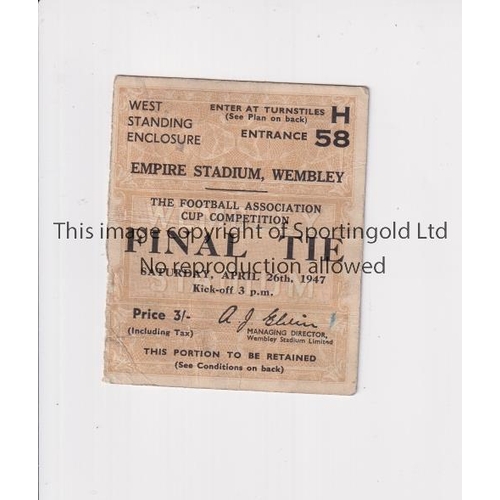 WEST
STANDING
ENCLOSURE
ENTER AT TURNSTILES H
(See Plan on back)
ENTRANCE 58
EMPIRE STADIUM, WEMBLEY
THE FOOTBALL ASSOCIATION
CUP COMPETITION
This image is copyright of Sportingold Ltd
FINAL TIE
No reproduction allowed
SATURDAY, APRIL 26th, 1947
Kick-off 3 p.m.
Price 3/-
(Including Tax)
A J Elvin
MANAGING DIRECTOR,
Wembley Stadium Limited
THIS PORTION TO BE RETAINED
(See Conditions on back)